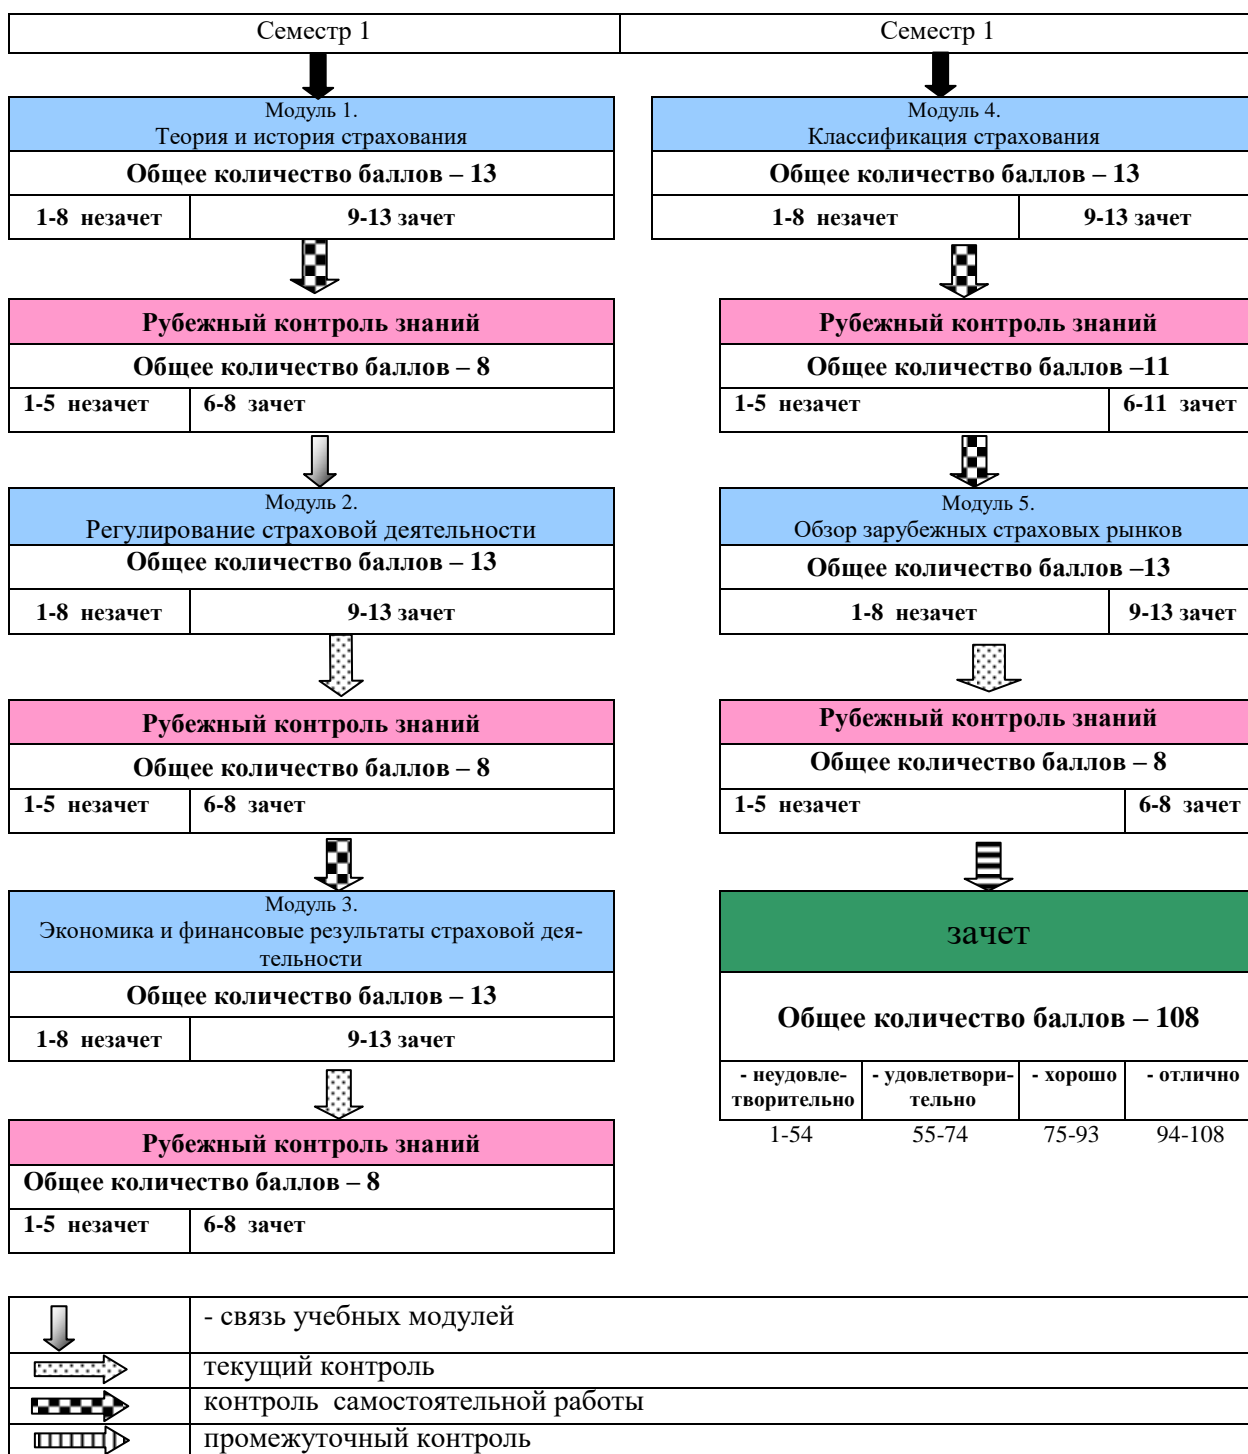 Семестр 1
Семестр 1
Модуль 1.
Теория и история страхования
Общее количество баллов – 13
1-8 незачет
9-13 зачет
Рубежный контроль знаний
Общее количество баллов – 8
1-5 незачет
6-8 зачет
Модуль 2.
Регулирование страховой деятельности
Общее количество баллов – 13
1-8 незачет
9-13 зачет
Рубежный контроль знаний
Общее количество баллов – 8
1-5 незачет
6-8 зачет
Модуль 3.
Экономика и финансовые результаты страховой дея-
тельности
Общее количество баллов – 13
1-8 незачет
9-13 зачет
Рубежный контроль знаний
Общее количество баллов – 8
1-5 незачет
6-8 зачет
Модуль 4.
Классификация страхования
Общее количество баллов – 13
1-8 незачет
9-13 зачет
Рубежный контроль знаний
Общее количество баллов –11
1-5 незачет
6-11 зачет
Модуль 5.
Обзор зарубежных страховых рынков
Общее количество баллов –13
1-8 незачет
9-13 зачет
Рубежный контроль знаний
Общее количество баллов – 8
1-5 незачет
6-8 зачет
зачет
Общее количество баллов – 108
- неудовле-
творительно
- удовлетвори-
тельно
- хорошо
- отлично
1-54
55-74
75-93
94-108
- связь учебных модулей
текущий контроль
контроль самостоятельной работы
промежуточный контроль